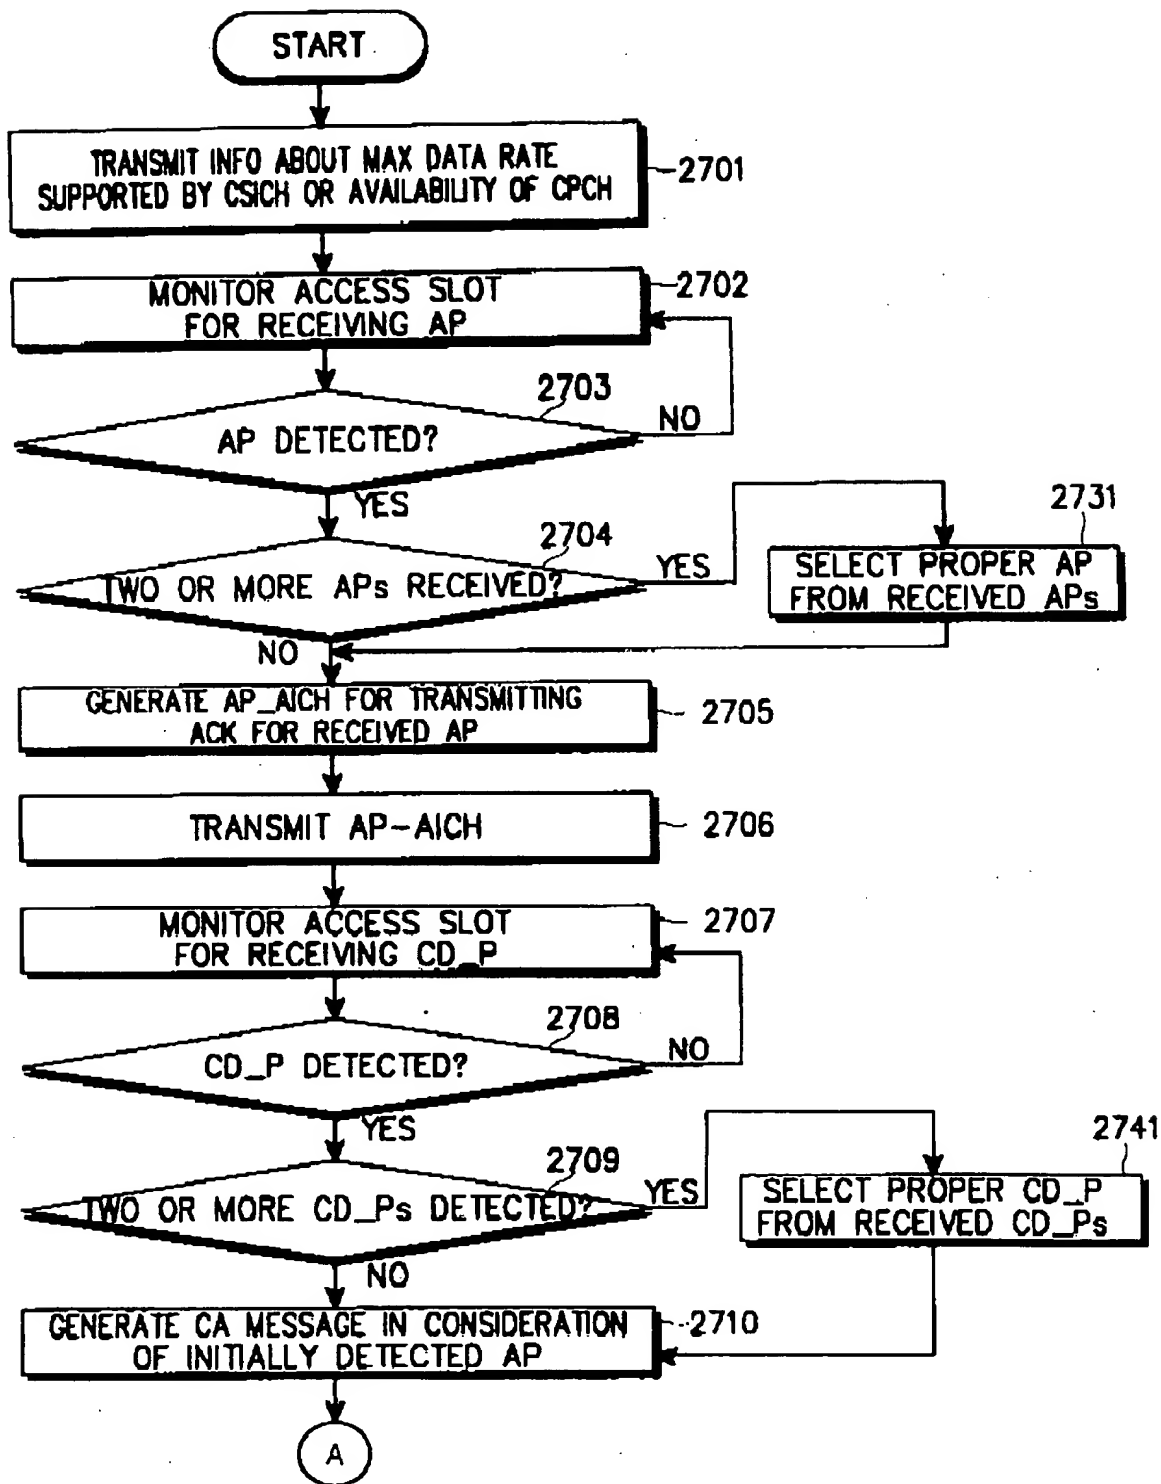 START
TRANSMIT INFO ABOUT MAX DATA RATE
SUPPORTED BY CSICH OR AVAILABILITY OF CPCH
2701
MONITOR ACCESS SLOT
FOR RECEIVING AP
2702
2703
AP DETECTED?
NO
YES
2704
TWO OR MORE APs RECEIVED?
YES
2731
SELECT PROPER AP
FROM RECEIVED APs
NO
GENERATE AP_AICH FOR TRANSMITTING
ACK FOR RECEIVED AP
2705
TRANSMIT AP-AICH
2706
MONITOR ACCESS SLOT
FOR RECEIVING CD_P
2707
2708
CD_P DETECTED?
NO
YES
2709
TWO OR MORE CD_Ps DETECTED?
YES
2741
SELECT PROPER CD_P
FROM RECEIVED CD_Ps
NO
GENERATE CA MESSAGE IN CONSIDERATION
OF INITIALLY DETECTED AP
2710
A